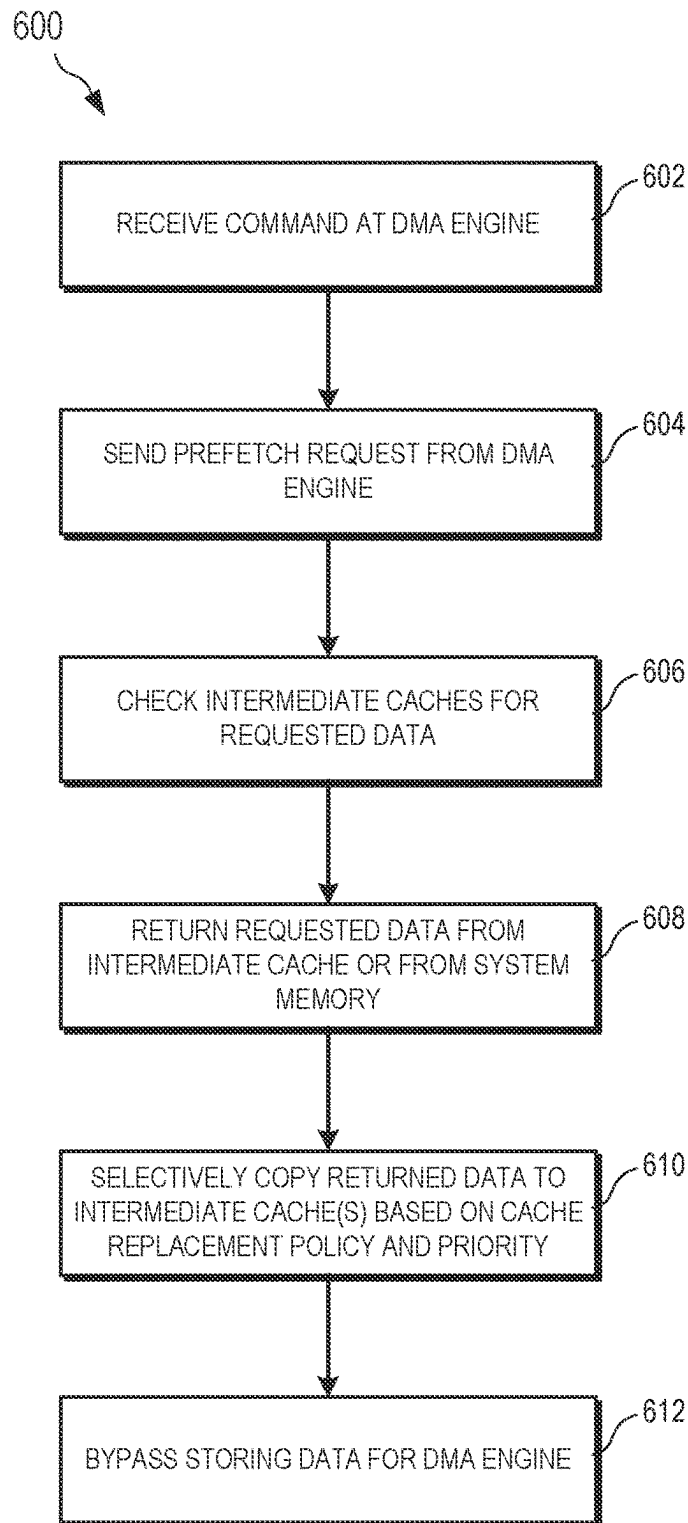 600
602
RECEIVE COMMAND AT DMA ENGINE
604
SEND PREFETCH REQUEST FROM DMA
ENGINE
606
CHECK INTERMEDIATE CACHES FOR
REQUESTED DATA
608
RETURN REQUESTED DATA FROM
INTERMEDIATE CACHE OR FROM SYSTEM
MEMORY
610
SELECTIVELY COPY RETURNED DATA TO
INTERMEDIATE CACHE(S) BASED ON CACHE
REPLACEMENT POLICY AND PRIORITY
612
BYPASS STORING DATA FOR DMA ENGINE